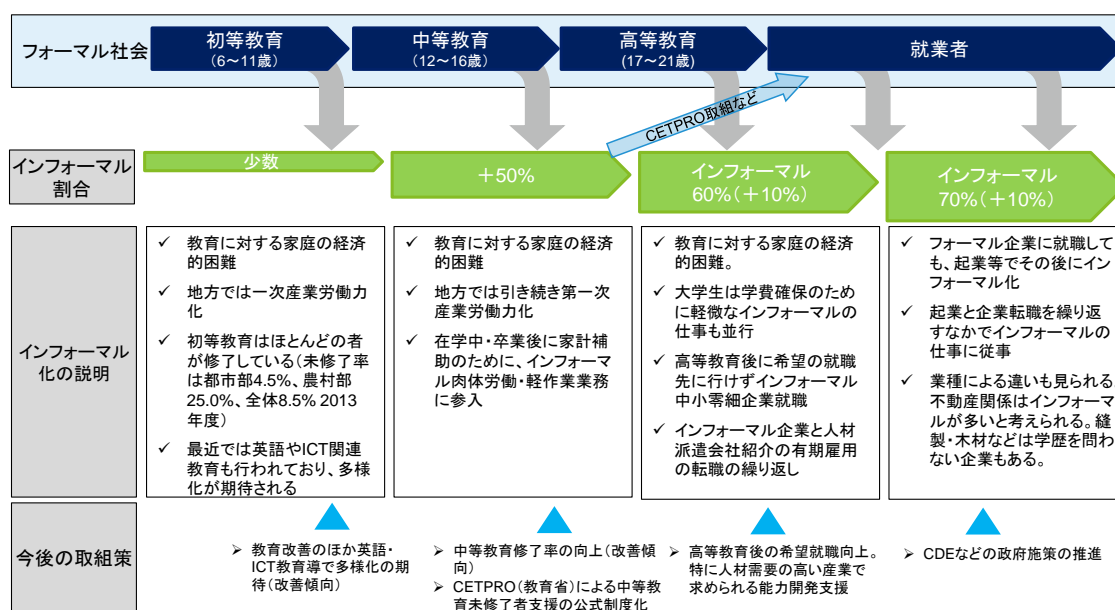 フォーマル社会
初等教育
(6～11歳)
中等教育
(12～16歳)
高等教育
(17～21歳)
就業者
CETPRO取組など
インフォーマル
割合
少数
＋50%
インフォーマル
60%(＋10%)
インフォーマル
70%(＋10%)
インフォーマル
化の説明
✓ 教育に対する家庭の経済
的困難
✓ 地方では一次産業労働力
化
✓ 初等教育はほとんどの者
が修了している(未修了率
は都市部4.5%、農村部
25.0%、全体8.5% 2013
年度)
✓ 最近では英語やICT関連
教育も行われており、多様
化が期待される
✓ 教育に対する家庭の経済
的困難
✓ 地方では引き続き第一次
産業労働力化
✓ 在学中・卒業後に家計補
助のために、インフォーマ
ル肉体労働・軽作業業務
に参入
✓ 教育に対する家庭の経済
的困難。
✓ 大学生は学費確保のため
に軽微なインフォーマルの
仕事も並行
✓ 高等教育後に希望の就職
先に行けずインフォーマル
中小零細企業就職
✓ インフォーマル企業と人材
派遣会社紹介の有期雇用
の転職の繰り返し
✓ フォーマル企業に就職して
も、起業等でその後にイン
フォーマル化
✓ 起業と企業転職を繰り返
すなかでインフォーマルの
仕事に従事
✓ 業種による違いも見られる。
不動産関係はインフォーマ
ルが多いと考えられる。縫
製・木材などは学歴を問わ
ない企業もある。
今後の取組策
➢ 教育改善のほか英語・
ICT教育導で多様化の期
待(改善傾向)
➢ 中等教育修了率の向上(改善傾
向)
➢ CETPRO(教育省)による中等教
育未修了者支援の公式制度化
➢ 高等教育後の希望就職向上。
特に人材需要の高い産業で
求められる能力開発支援
➢ CDEなどの政府施策の推進